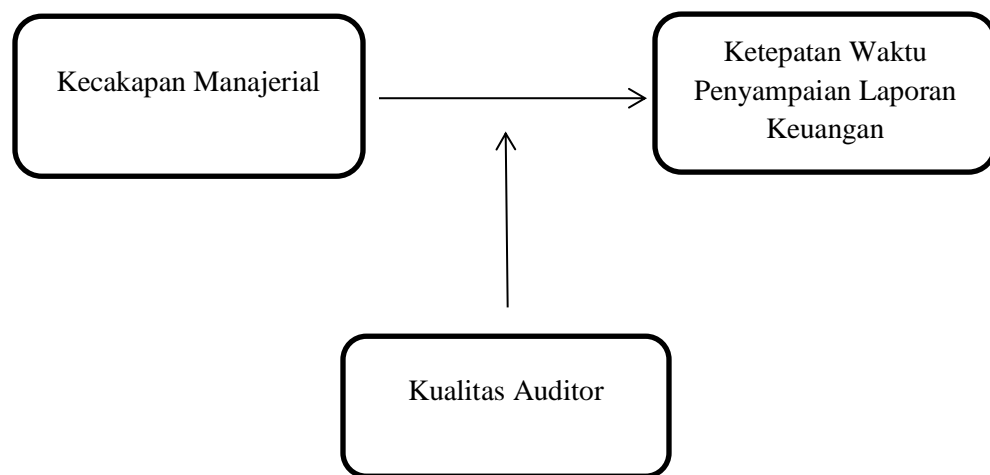 Kecakapan Manajerial
Ketepatan Waktu
Penyampaian Laporan
Keuangan
Kualitas Auditor